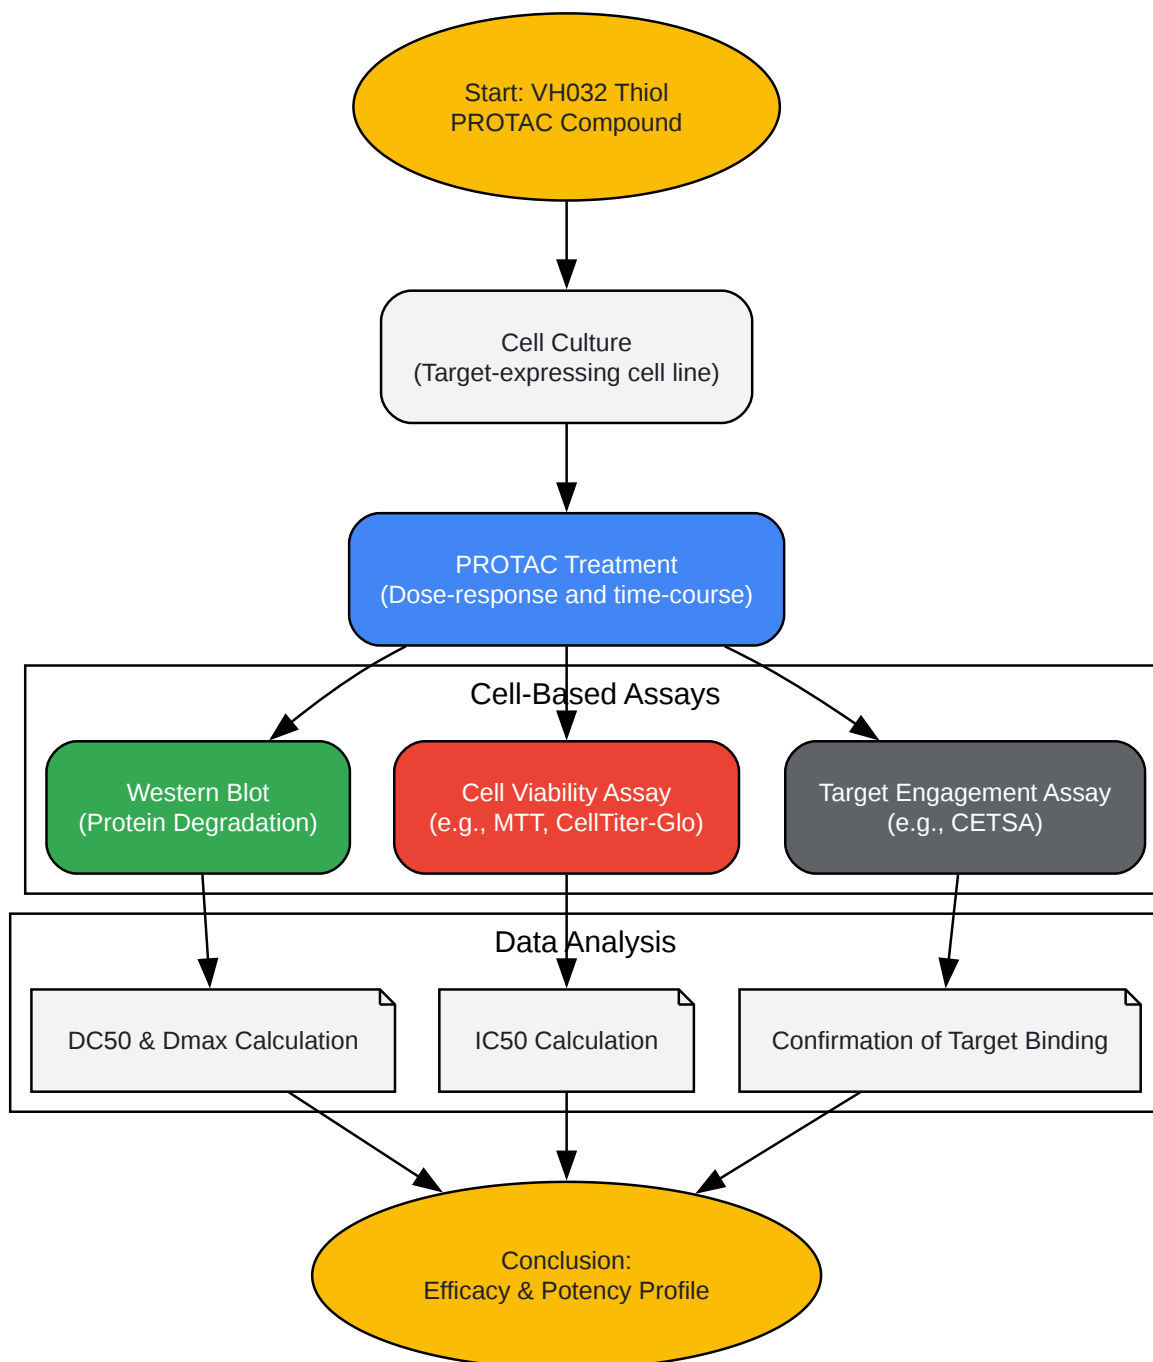 Start: VH032 Thiol
PROTAC Compound
Cell Culture
(Target-expressing cell line)
PROTAC Treatment
(Dose-response and time-course)
Cell-Based Assays
Western Blot
(Protein Degradation)
Cell Viability Assay
(e.g., MTT, CellTiter-Glo)
Target Engagement Assay
(e.g., CETSA)
Data Analysis
DC50 & Dmax Calculation
IC50 Calculation
Confirmation of Target Binding
Conclusion:
Efficacy & Potency Profile